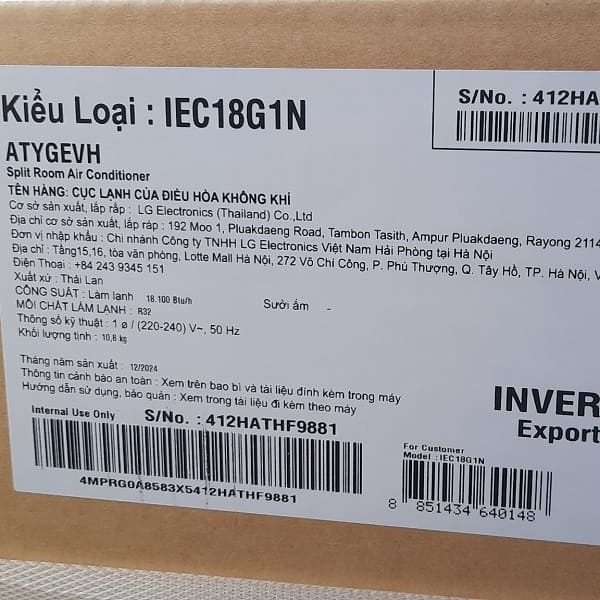 Kiểu Loại : IEC18G1N
S/No. : 412HA
ATYGEVH
Split Room Air Conditioner
TÊN HÀNG: CỤC LẠNH CỦA ĐIỀU HÒA KHÔNG KHÍ
Cơ sở sản xuất, lắp rắp : LG Electronics (Thailand) Co.,Ltd
Địa chỉ cơ sở sản xuất, lắp ráp : 192 Moo 1, Pluakdaeng Road, Tambon Tasith, Ampur Pluakdaeng, Rayong 2114
Đơn vị nhập khẩu : Chi nhánh Công ty TNHH LG Electronics Việt Nam Hải Phòng tại Hà Nội
Địa chỉ : Tầng15,16, tòa văn phòng, Lotte Mall Hà Nội, 272 Võ Chí Công, P. Phú Thượng, Q. Tây Hồ, TP. Hà Nội, V
Điện Thoại : +84 243 9345 151
Xuất xứ : Thái Lan
CÔNG SUẤT : Làm lạnh 18.100 Btu/h Sưởi ấm -
MÔI CHẤT LÀM LẠNH : R32
Thông số kỹ thuật : 1 ø / (220-240) V~, 50 Hz
Khối lượng tịnh : 10,8 kg
Tháng năm sản xuất : 12/2024
Thông tin cảnh báo an toàn : Xem trên bao bì và tài liệu đính kèm trong máy
Hướng dẫn sử dụng, bảo quản : Xem trong tài liệu đi kèm theo máy
INVER
Export
Internal Use Only S/No. : 412HATHF9881
4MPRG0A8583X5412HATHF9881
For Customer
Model : IEC18G1N
8 851434 640148